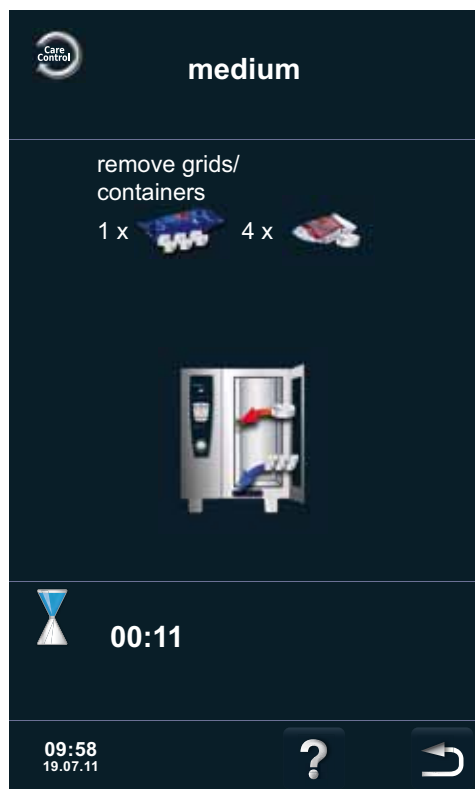 Care
Control
medium
remove grids/
containers
1 x
4 x
00:11
09:58
19.07.11
?